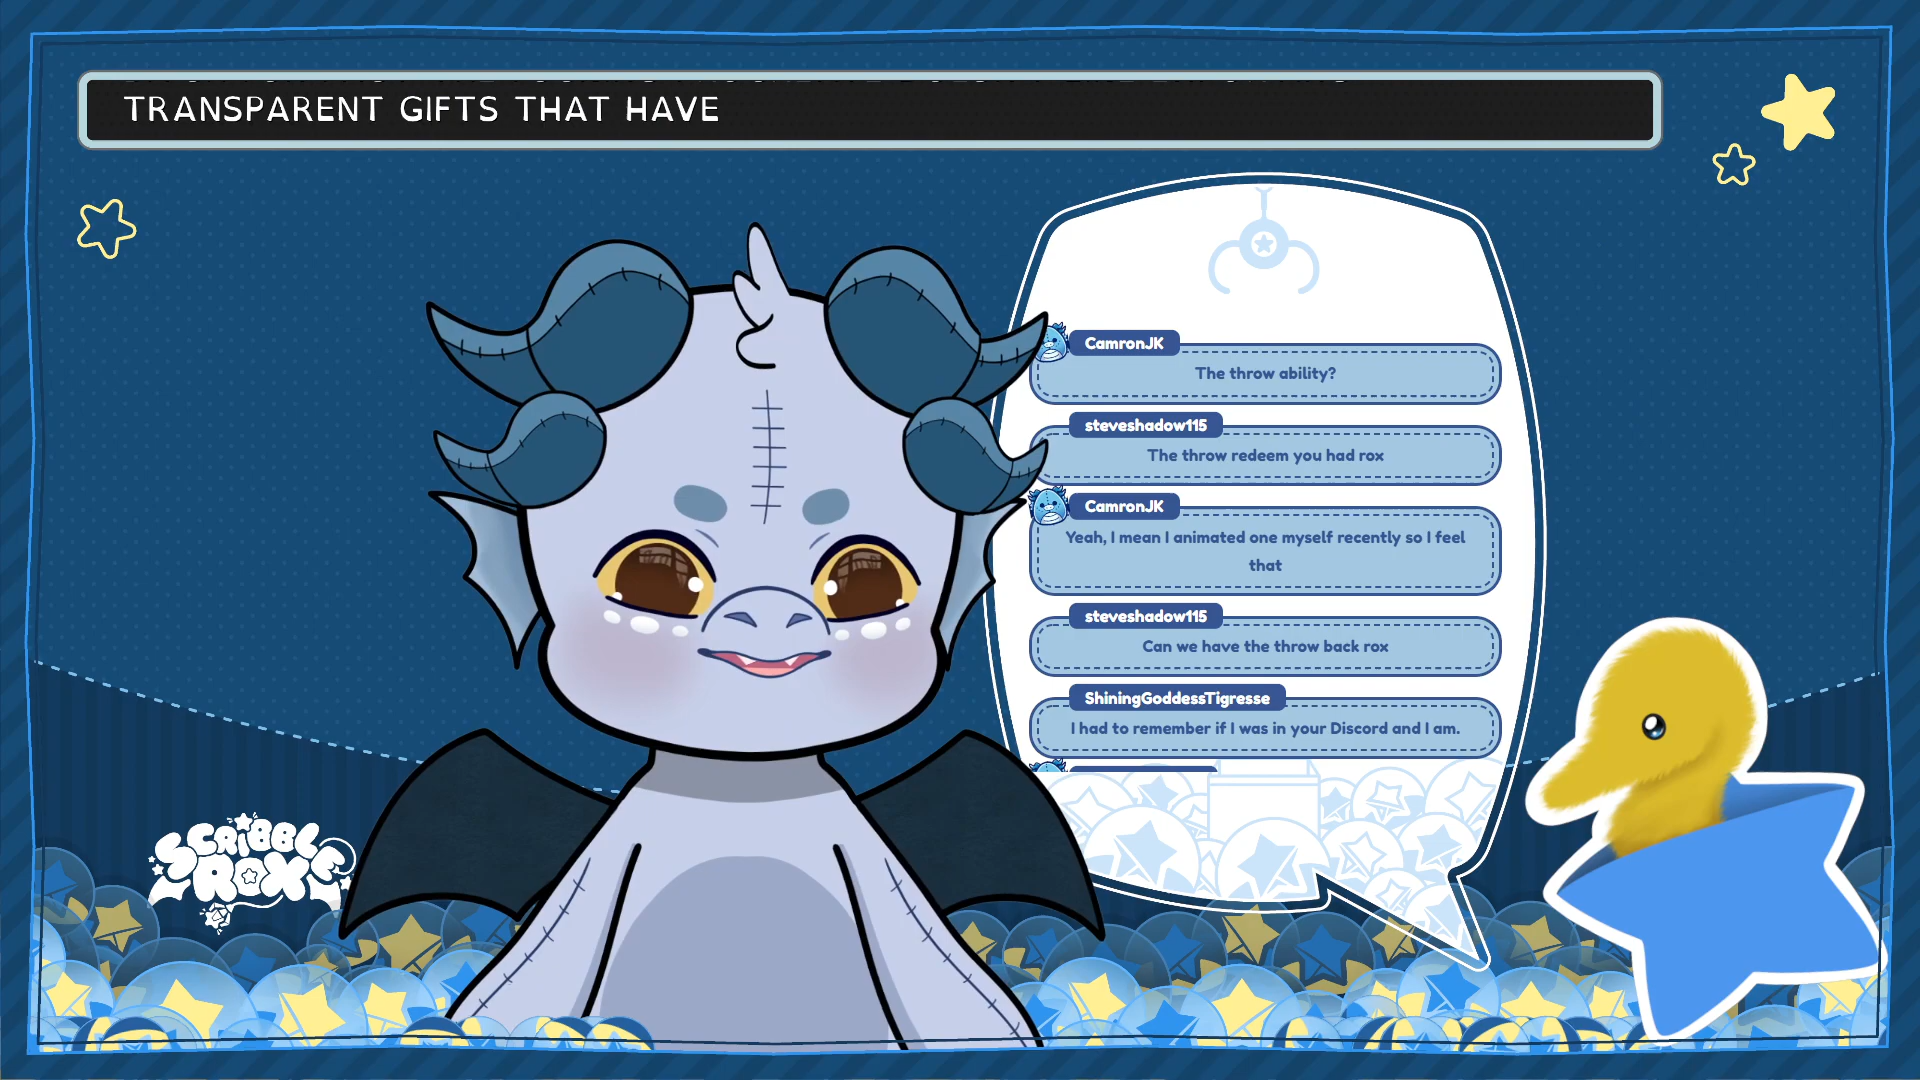 TRANSPARENT GIFTS THAT HAVE
CamronJK
The throw ability?
steveshadow115
The throw redeem you had rox
CamronJK
Yeah, I mean I animated one myself recently so I feel
that
steveshadow115
Can we have the throw back rox
ShiningGoddessTigresse
I had to remember if I was in your Discord and I am.
SCRIBBLE
ROX